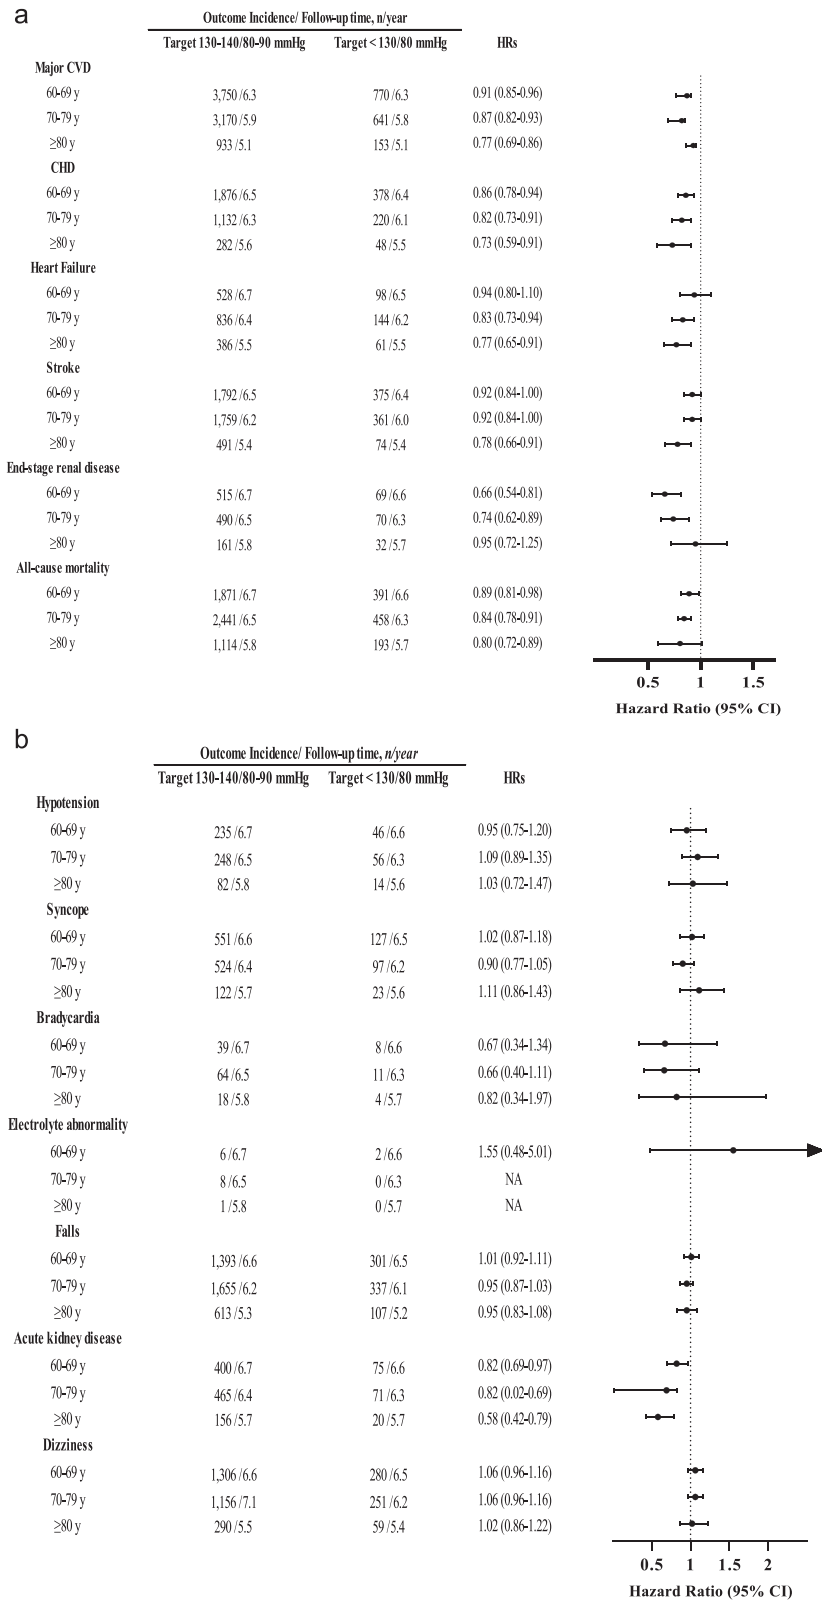 a
Outcome Incidence/ Follow-up time, n/year
Target 130-140/80-90 mmHg Target < 130/80 mmHg HRs
Major CVD
60-69 y 3,750 /6.3 770 /6.3 0.91 (0.85-0.96)
70-79 y 3,170 /5.9 641 /5.8 0.87 (0.82-0.93)
≥80 y 933 /5.1 153 /5.1 0.77 (0.69-0.86)
CHD
60-69 y 1,876 /6.5 378 /6.4 0.86 (0.78-0.94)
70-79 y 1,132 /6.3 220 /6.1 0.82 (0.73-0.91)
≥80 y 282 /5.6 48 /5.5 0.73 (0.59-0.91)
Heart Failure
60-69 y 528 /6.7 98 /6.5 0.94 (0.80-1.10)
70-79 y 836 /6.4 144 /6.2 0.83 (0.73-0.94)
≥80 y 386 /5.5 61 /5.5 0.77 (0.65-0.91)
Stroke
60-69 y 1,792 /6.5 375 /6.4 0.92 (0.84-1.00)
70-79 y 1,759 /6.2 361 /6.0 0.92 (0.84-1.00)
≥80 y 491 /5.4 74 /5.4 0.78 (0.66-0.91)
End-stage renal disease
60-69 y 515 /6.7 69 /6.6 0.66 (0.54-0.81)
70-79 y 490 /6.5 70 /6.3 0.74 (0.62-0.89)
≥80 y 161 /5.8 32 /5.7 0.95 (0.72-1.25)
All-cause mortality
60-69 y 1,871 /6.7 391 /6.6 0.89 (0.81-0.98)
70-79 y 2,441 /6.5 458 /6.3 0.84 (0.78-0.91)
≥80 y 1,114 /5.8 193 /5.7 0.80 (0.72-0.89)
0.5 1 1.5
Hazard Ratio (95% CI)
b
Outcome Incidence/ Follow-up time, n/year
Target 130-140/80-90 mmHg Target < 130/80 mmHg HRs
Hypotension
60-69 y 235 /6.7 46 /6.6 0.95 (0.75-1.20)
70-79 y 248 /6.5 56 /6.3 1.09 (0.89-1.35)
≥80 y 82 /5.8 14 /5.6 1.03 (0.72-1.47)
Syncope
60-69 y 551 /6.6 127 /6.5 1.02 (0.87-1.18)
70-79 y 524 /6.4 97 /6.2 0.90 (0.77-1.05)
≥80 y 122 /5.7 23 /5.6 1.11 (0.86-1.43)
Bradycardia
60-69 y 39 /6.7 8 /6.6 0.67 (0.34-1.34)
70-79 y 64 /6.5 11 /6.3 0.66 (0.40-1.11)
≥80 y 18 /5.8 4 /5.7 0.82 (0.34-1.97)
Electrolyte abnormality
60-69 y 6 /6.7 2 /6.6 1.55 (0.48-5.01)
70-79 y 8 /6.5 0 /6.3 NA
≥80 y 1 /5.8 0 /5.7 NA
Falls
60-69 y 1,393 /6.6 301 /6.5 1.01 (0.92-1.11)
70-79 y 1,655 /6.2 337 /6.1 0.95 (0.87-1.03)
≥80 y 613 /5.3 107 /5.2 0.95 (0.83-1.08)
Acute kidney disease
60-69 y 400 /6.7 75 /6.6 0.82 (0.69-0.97)
70-79 y 465 /6.4 71 /6.3 0.82 (0.02-0.69)
≥80 y 156 /5.7 20 /5.7 0.58 (0.42-0.79)
Dizziness
60-69 y 1,306 /6.6 280 /6.5 1.06 (0.96-1.16)
70-79 y 1,156 /7.1 251 /6.2 1.06 (0.96-1.16)
≥80 y 290 /5.5 59 /5.4 1.02 (0.86-1.22)
0.5 1 1.5 2
Hazard Ratio (95% CI)